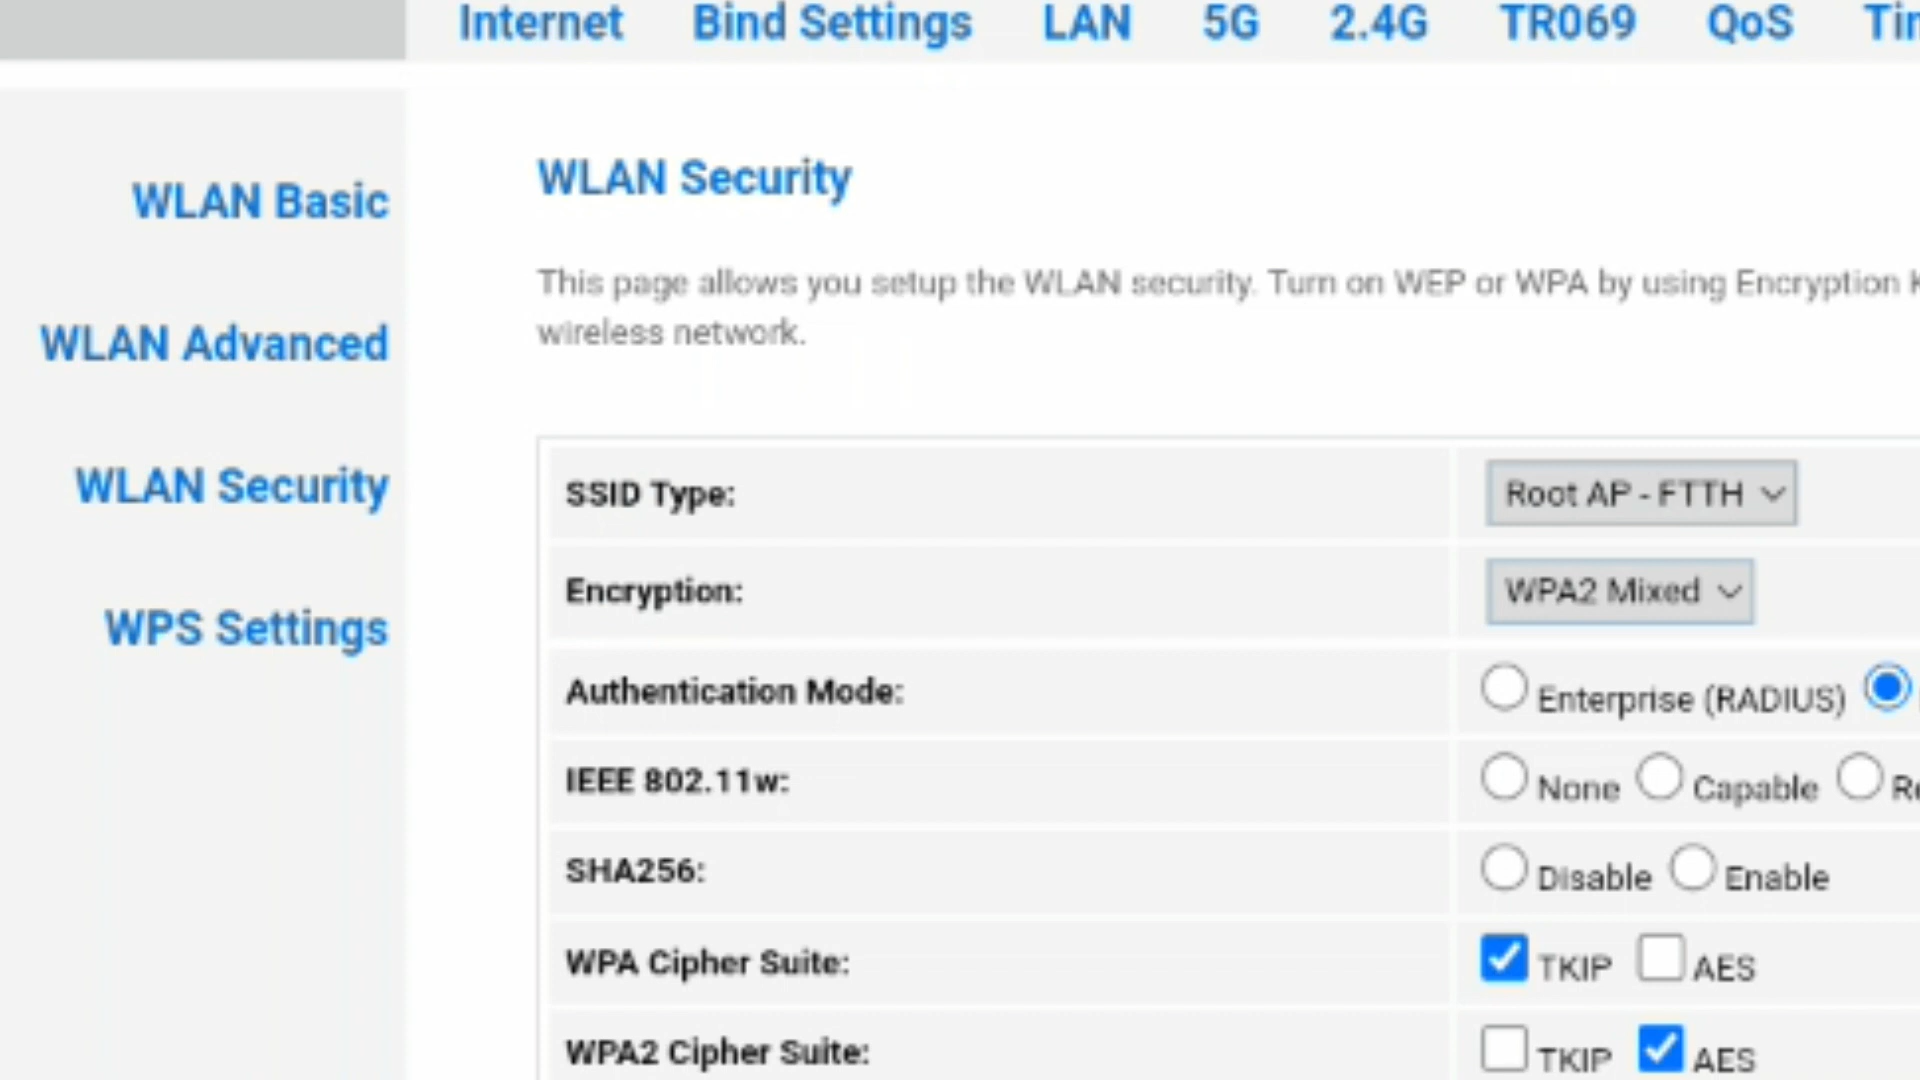 Internet Bind Settings LAN 5G 2.4G TR069 QoS
WLAN Basic
WLAN Advanced
WLAN Security
WPS Settings
WLAN Security
This page allows you setup the WLAN security. Turn on WEP or WPA by using Encryption
wireless network.
SSID Type: Root AP - FTTH
Encryption: WPA2 Mixed
Authentication Mode: Enterprise (RADIUS)
IEEE 802.11w: None Capable
SHA256: Disable Enable
WPA Cipher Suite: TKIP AES
WPA2 Cipher Suite: TKIP AES